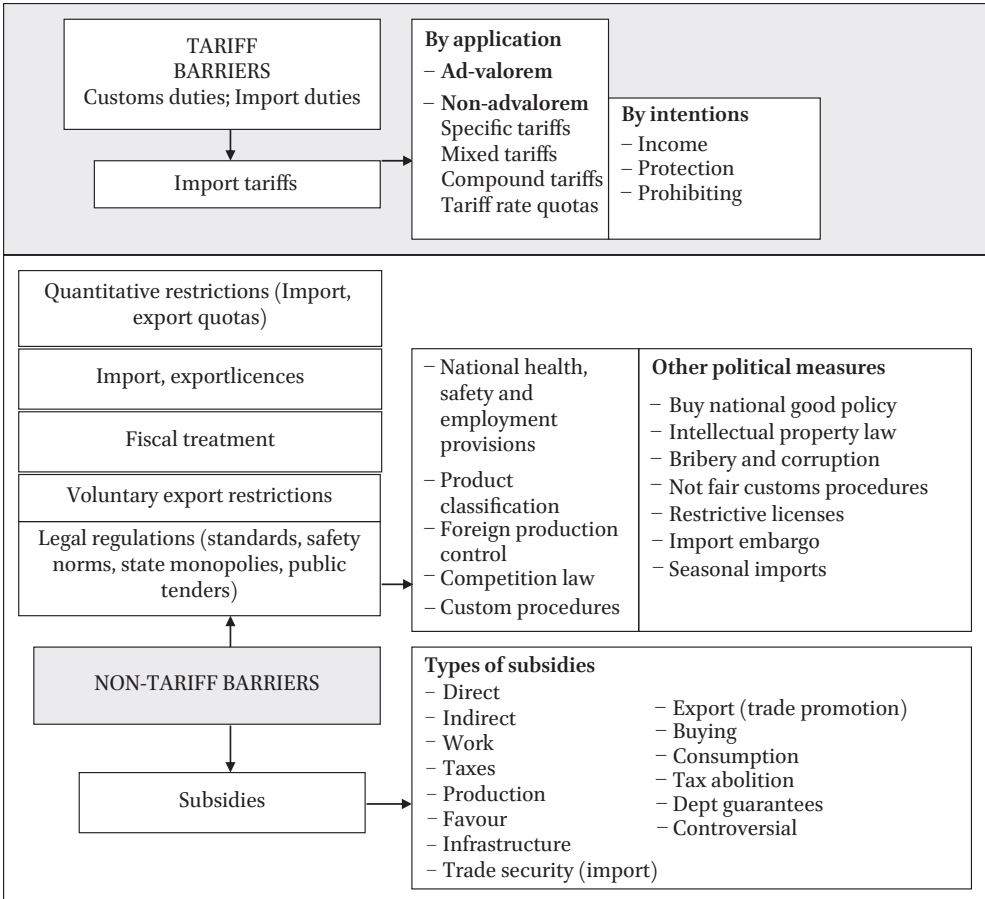 TARIFF
BARRIERS
Customs duties; Import duties
Import tariffs
By application
– Ad-valorem
– Non-advalorem
Specific tariffs
Mixed tariffs
Compound tariffs
Tariff rate quotas
By intentions
– Income
– Protection
– Prohibiting
Quantitative restrictions (Import,
export quotas)
Import, exportlicences
Fiscal treatment
Voluntary export restrictions
Legal regulations (standards, safety
norms, state monopolies, public
tenders)
– National health,
safety and
employment
provisions
– Product
classification
– Foreign production
control
– Competition law
– Custom procedures
Other political measures
– Buy national good policy
– Intellectual property law
– Bribery and corruption
– Not fair customs procedures
– Restrictive licenses
– Import embargo
– Seasonal imports
NON-TARIFF BARRIERS
Subsidies
Types of subsidies
– Direct
– Indirect
– Work
– Taxes
– Production
– Favour
– Infrastructure
– Trade security (import)
– Export (trade promotion)
– Buying
– Consumption
– Tax abolition
– Dept guarantees
– Controversial